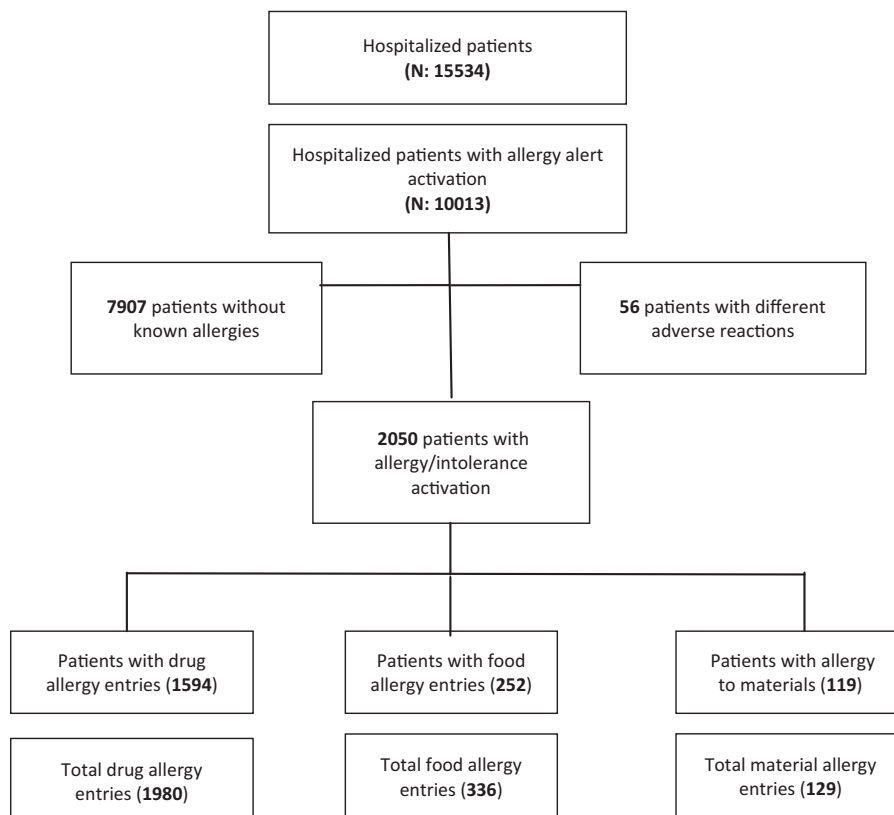 Hospitalized patients
(N: 15534)
Hospitalized patients with allergy alert
activation
(N: 10013)
7907 patients without
known allergies
56 patients with different
adverse reactions
2050 patients with
allergy/intolerance
activation
Patients with drug
allergy entries (1594)
Patients with food
allergy entries (252)
Patients with allergy
to materials (119)
Total drug allergy
entries (1980)
Total food allergy
entries (336)
Total material allergy
entries (129)